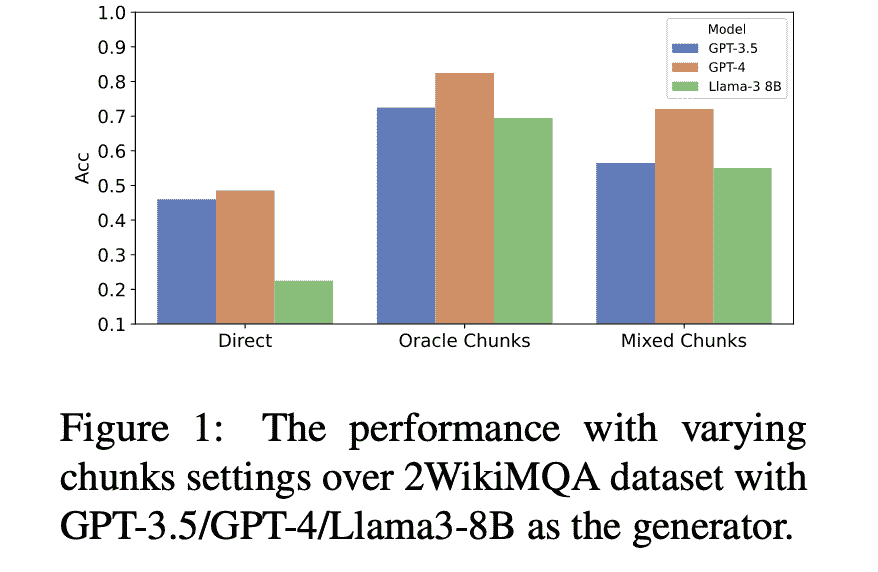 1.0
0.9
0.8
0.7
0.6
0.5
0.4
0.3
0.2
0.1
Acc
Model
GPT-3.5
GPT-4
Llama-3 8B
Direct
Oracle Chunks
Mixed Chunks
Figure 1: The performance with varying
chunks settings over 2WikiMQA dataset with
GPT-3.5/GPT-4/Llama3-8B as the generator.